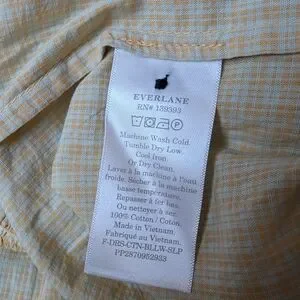 EVERLANE
RN# 139393
Machine Wash Cold.
Tumble Dry Low.
Cool Iron
Or Dry Clean.
Laver à la machine à l'eau
froide. Sécher à la machine
basse température.
Repasser à fer bas.
Ou nettoyer à sec.
100% Cotton / Coton
Made in Vietnam.
Fabriqué au Vietnam.
F-DRS-CTN-BLLW-SLP
PP2870952933